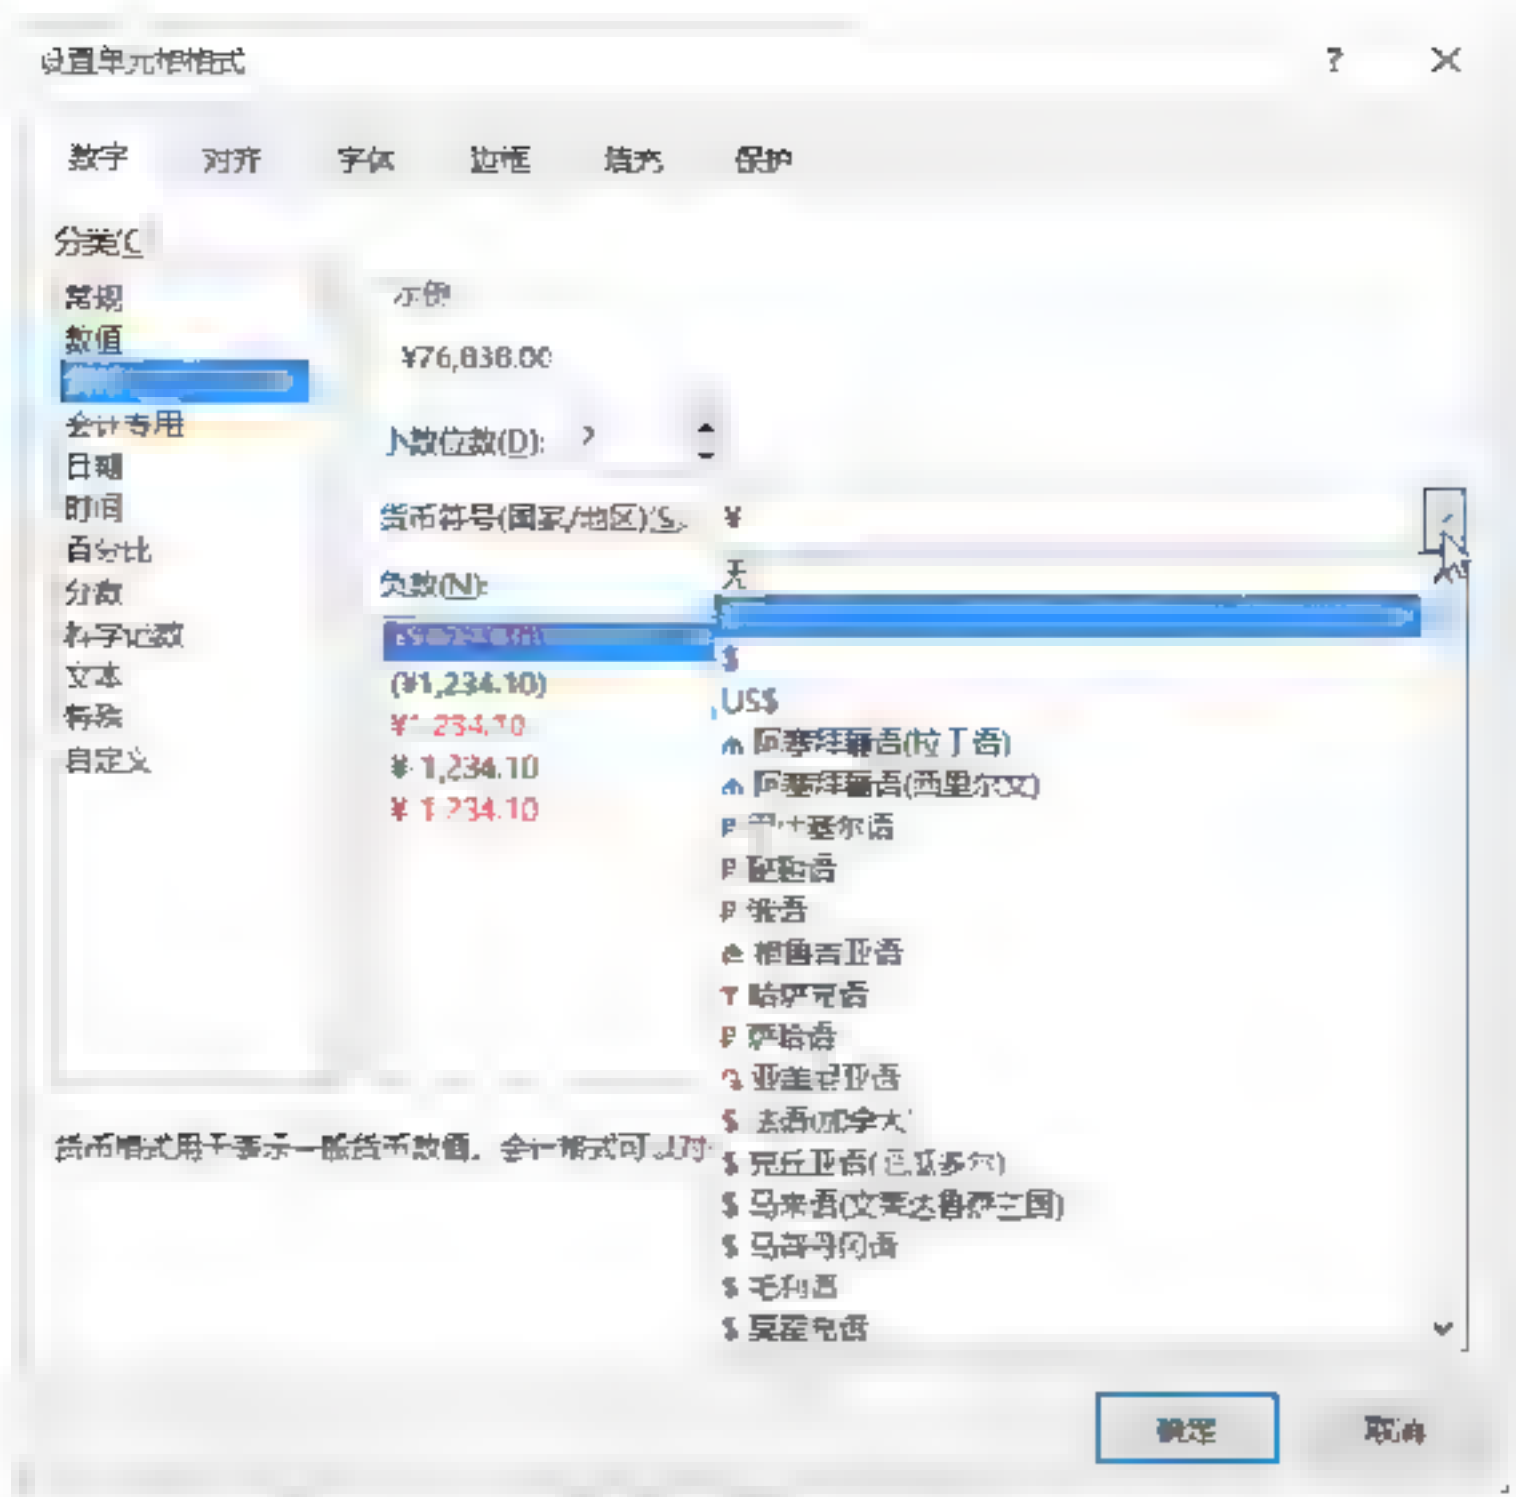 设置单元格格式
数字 对齐 字体 边框 填充 保护
分类(C
常规
数值
会计专用
日期
时间
百分比
分数
科学记数
文本
特殊
自定义
示例
¥76,838.00
小数位数(D):
货币符号(国家/地区)(S):
¥
负数(N):
(¥1,234.10)
¥1,234.10
¥-1,234.10
¥-1,234.10
无
$
US$
阿塞拜疆语(拉丁语)
阿塞拜疆语(西里尔文)
₽ 巴什基尔语
₽ 俄语
格鲁吉亚语
哈萨克语
亚美尼亚语
$ 法语(加拿大)
$ 克丘亚语(厄瓜多尔)
$ 马来语(文莱达鲁萨兰国)
$ 马普丹冈语
$ 毛利语
$ 莫霍克语
货币格式用于表示一般货币数值。会计格式可以对
确定 取消